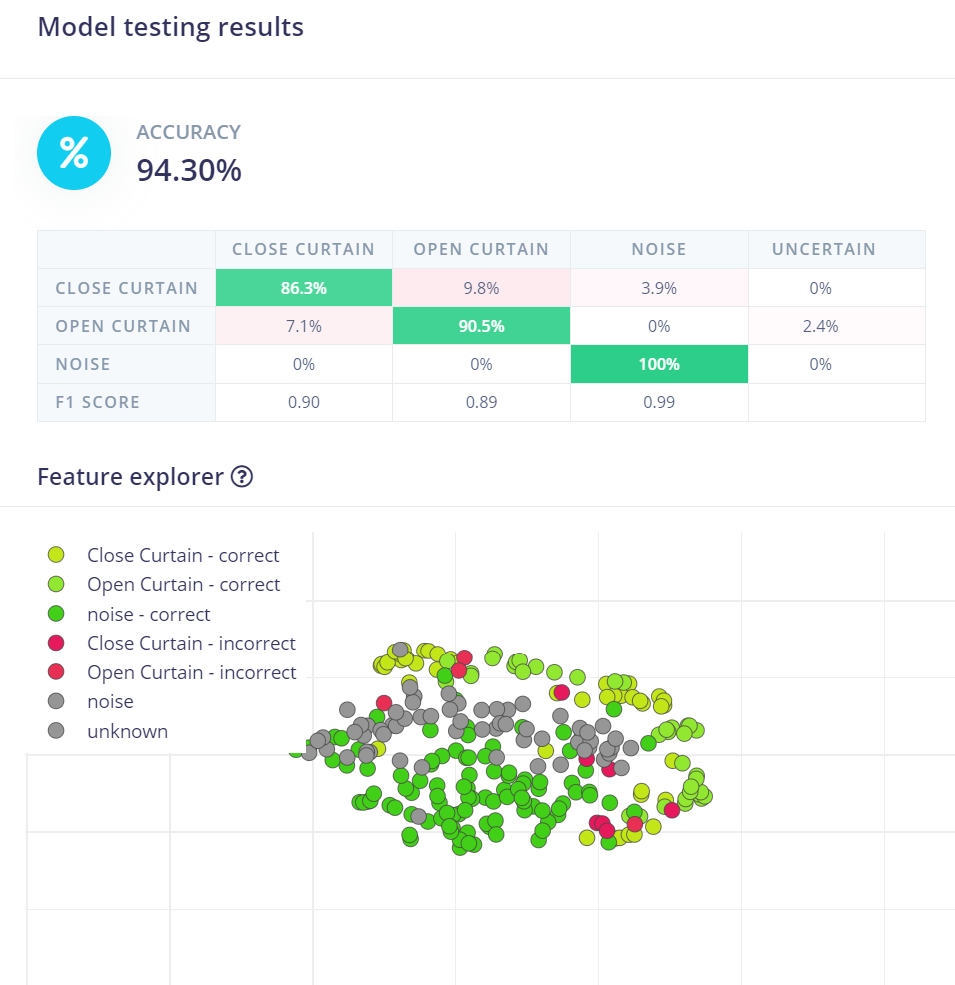 Model testing results
%
ACCURACY
94.30%
CLOSE CURTAIN OPEN CURTAIN NOISE UNCERTAIN
CLOSE CURTAIN 86.3% 9.8% 3.9% 0%
OPEN CURTAIN 7.1% 90.5% 0% 2.4%
NOISE 0% 0% 100% 0%
F1 SCORE 0.90 0.89 0.99
Feature explorer ?
Close Curtain - correct
Open Curtain - correct
noise - correct
Close Curtain - incorrect
Open Curtain - incorrect
noise
unknown